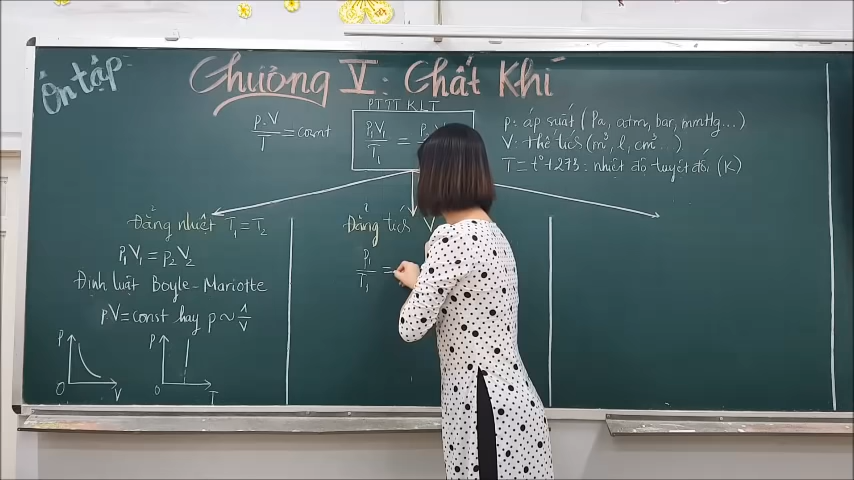 Ôn tập:
Chương V: Chất Khí
PTTT KLT
P.V/T = const
P₁V₁/T₁ = P₂
P: áp suất (Pa, atm, bar, mmHg...)
V: thể tích (m³, l, cm³...)
T = t° + 273: nhiệt độ tuyệt đối (K)
Đẳng nhiệt T₁ = T₂
P₁V₁ = P₂V₂
Định luật Boyle-Mariotte
P.V = const hay p ~ 1/V
P
O
V
P
O
T
Đẳng tích V
P₁/T₁ =